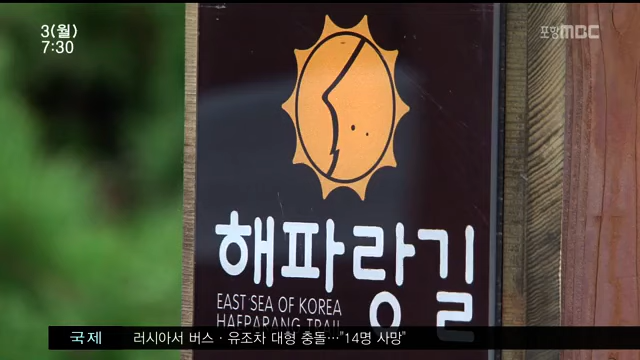 3(월)
7:30
포항MBC
해파랑길
EAST SEA OF KOREA
HAEPARANG TRAIL
국제 러시아서 버스·유조차 대형 충돌…"14명 사망"